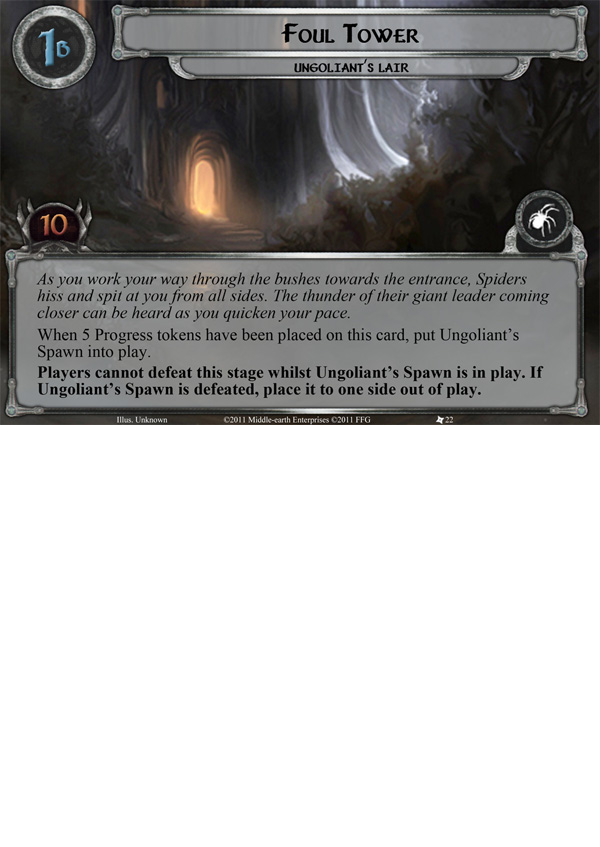 1B
Foul Tower
Ungoliant's Lair
10
As you work your way through the bushes towards the entrance, Spiders
hiss and spit at you from all sides. The thunder of their giant leader coming
closer can be heard as you quicken your pace.
When 5 Progress tokens have been placed on this card, put Ungoliant's
Spawn into play.
Players cannot defeat this stage whilst Ungoliant's Spawn is in play. If
Ungoliant's Spawn is defeated, place it to one side out of play.
Illus. Unknown ©2011 Middle-earth Enterprises ©2011 FFG 22